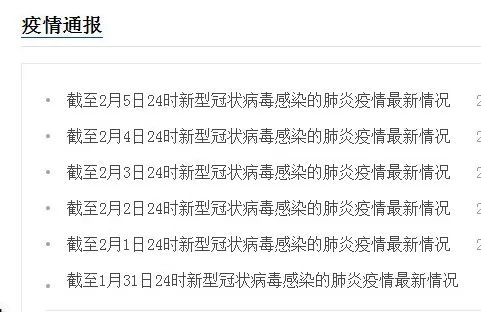 疫情通报
截至2月5日24时新型冠状病毒感染的肺炎疫情最新情况
截至2月4日24时新型冠状病毒感染的肺炎疫情最新情况
截至2月3日24时新型冠状病毒感染的肺炎疫情最新情况
截至2月2日24时新型冠状病毒感染的肺炎疫情最新情况
截至2月1日24时新型冠状病毒感染的肺炎疫情最新情况
截至1月31日24时新型冠状病毒感染的肺炎疫情最新情况